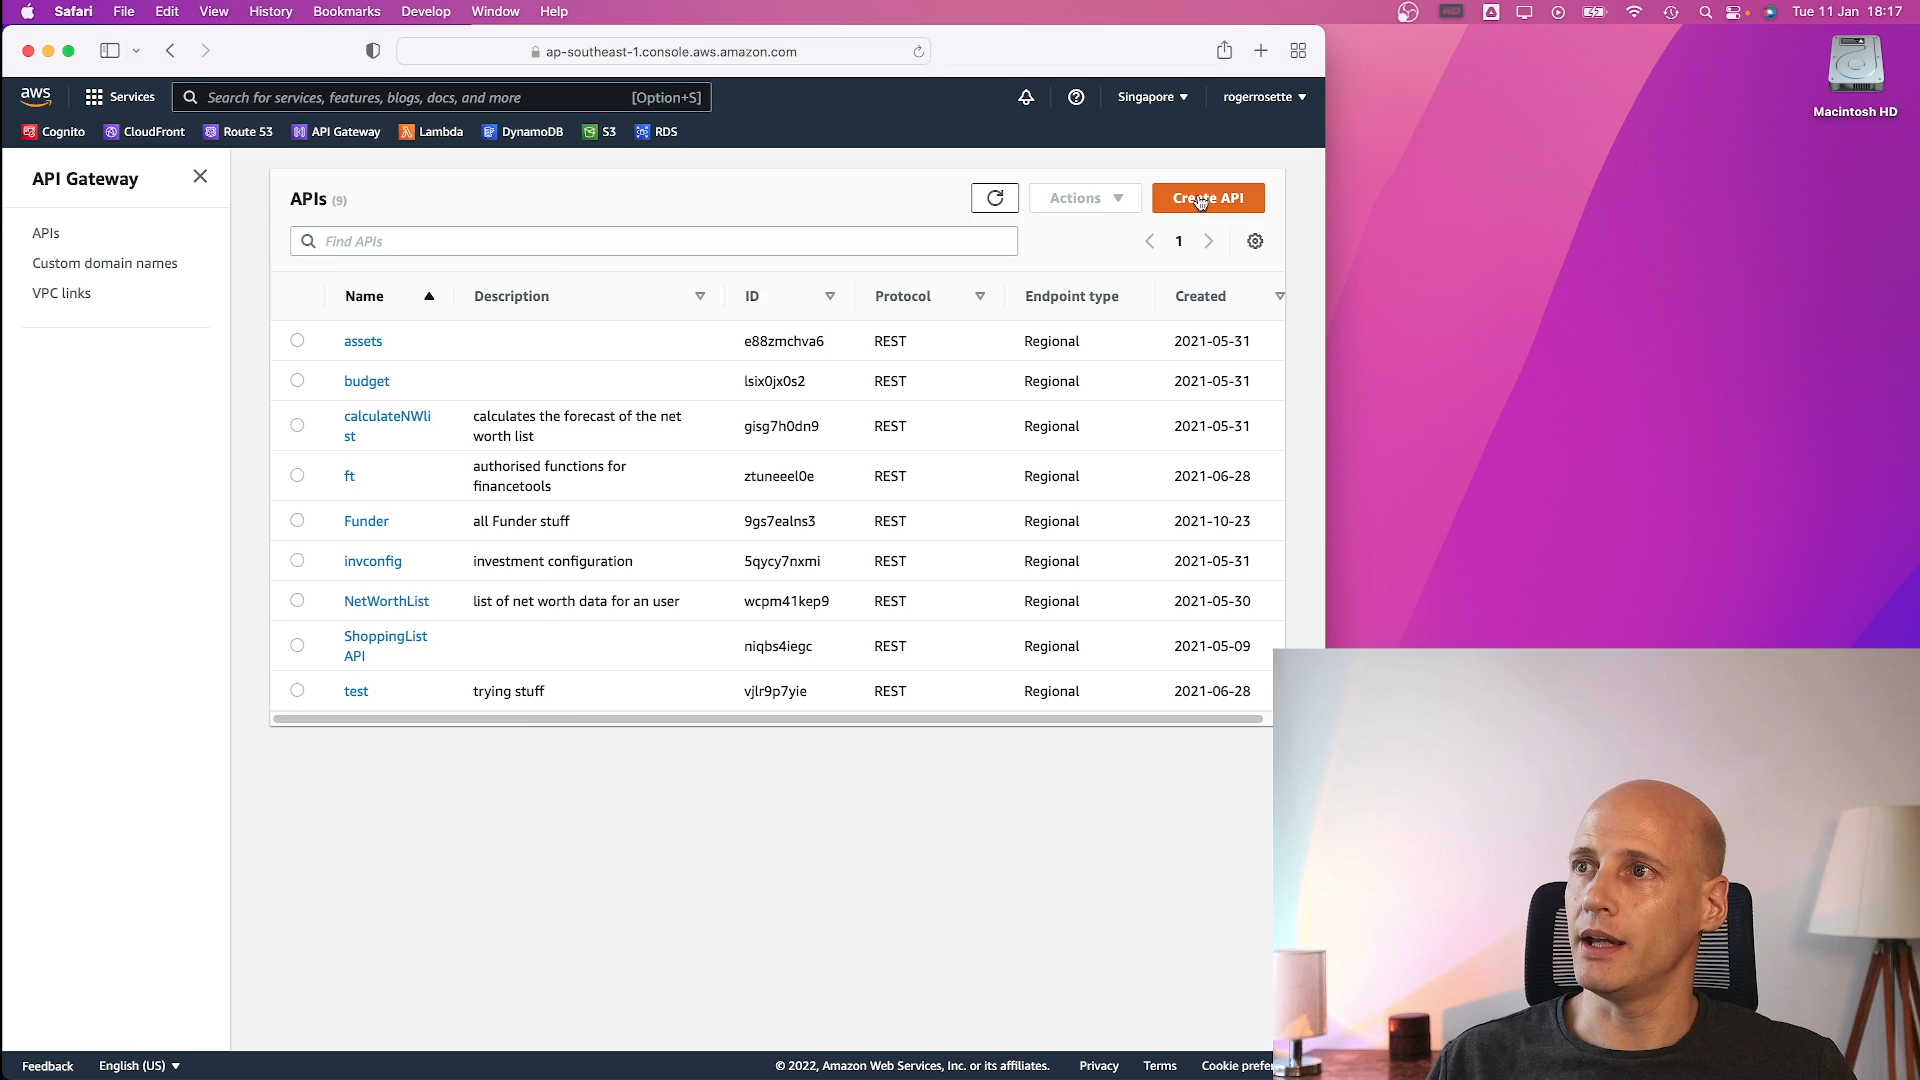 Safari File Edit View History Bookmarks Develop Window Help
Tue 11 Jan 18:17
ap-southeast-1.console.aws.amazon.com
Macintosh HD
aws Services Search for services, features, blogs, docs, and more [Option+S] Singapore rogerrosette
Cognito CloudFront Route 53 API Gateway Lambda DynamoDB S3 RDS
API Gateway
APIs
Custom domain names
VPC links
APIs (9)
Actions Create API
Find APIs
1
Name Description ID Protocol Endpoint type Created
assets e88zmchva6 REST Regional 2021-05-31
budget lsix0jx0s2 REST Regional 2021-05-31
calculateNWli
st
calculates the forecast of the net
worth list
gisg7h0dn9 REST Regional 2021-05-31
ft
authorised functions for
financetools
ztuneeel0e REST Regional 2021-06-28
Funder all Funder stuff 9gs7ealns3 REST Regional 2021-10-23
invconfig investment configuration 5qycy7nxmi REST Regional 2021-05-31
NetWorthList list of net worth data for an user wcpm41kep9 REST Regional 2021-05-30
ShoppingList
API
niqbs4iegc REST Regional 2021-05-09
test trying stuff vjlr9p7yie REST Regional 2021-06-28
Feedback English (US) © 2022, Amazon Web Services, Inc. or its affiliates. Privacy Terms Cookie prefer